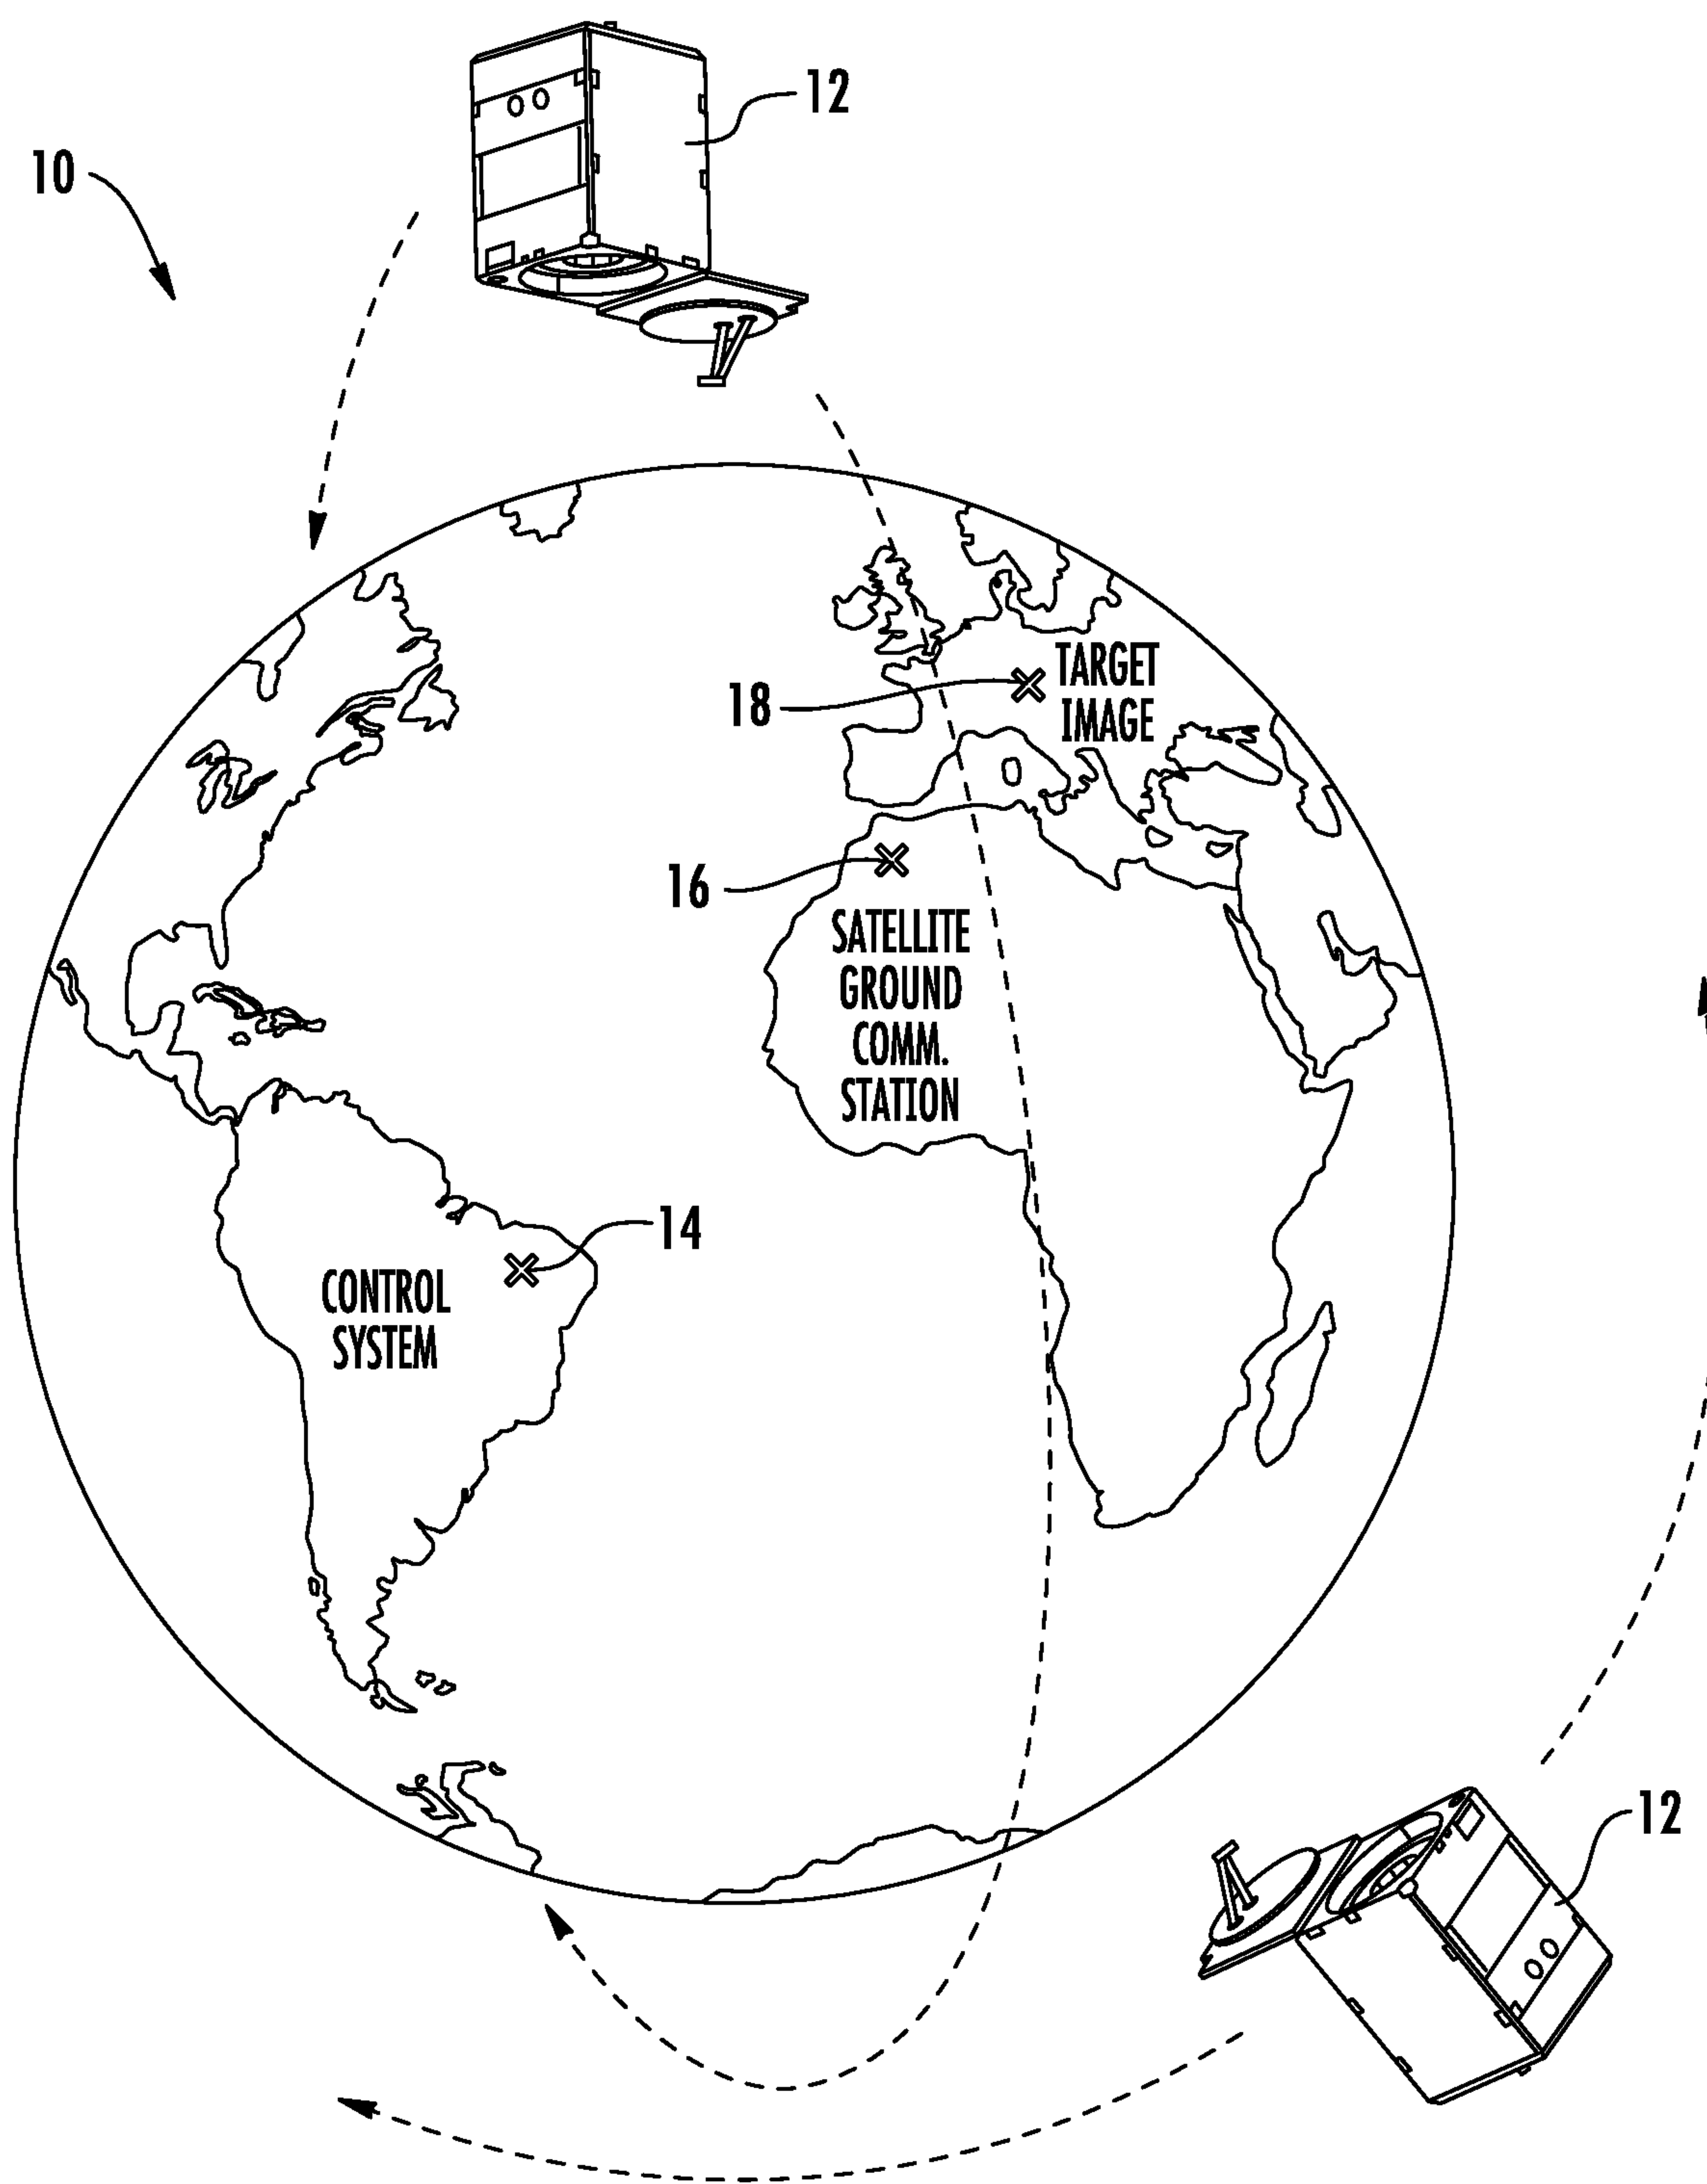 12
10
TARGET
IMAGE
18
16
SATELLITE
GROUND
COMM.
STATION
14
CONTROL
SYSTEM
12